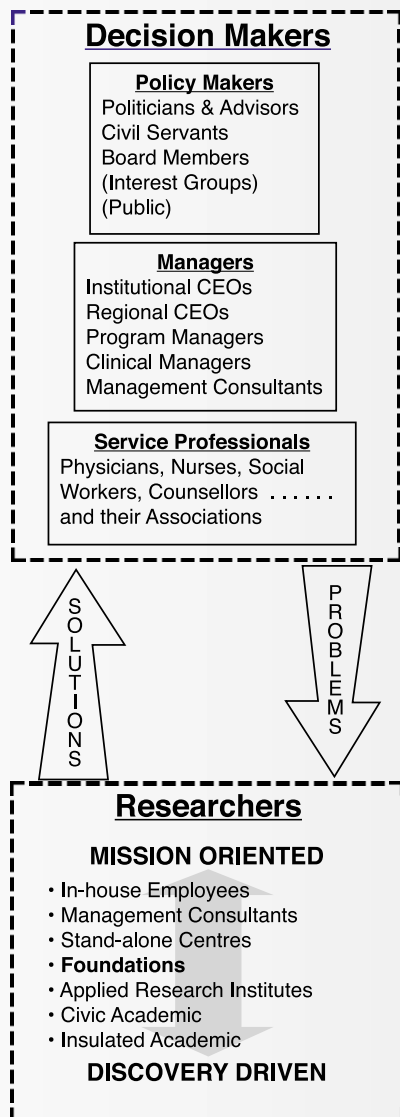 Decision Makers
Policy Makers
Politicians & Advisors
Civil Servants
Board Members
(Interest Groups)
(Public)
Managers
Institutional CEOs
Regional CEOs
Program Managers
Clinical Managers
Management Consultants
Service Professionals
Physicians, Nurses, Social
Workers, Counsellors . . . . . .
and their Associations
SOLUTIONS
PROBLEMS
Researchers
MISSION ORIENTED
• In-house Employees
• Management Consultants
• Stand-alone Centres
• Foundations
• Applied Research Institutes
• Civic Academic
• Insulated Academic
DISCOVERY DRIVEN